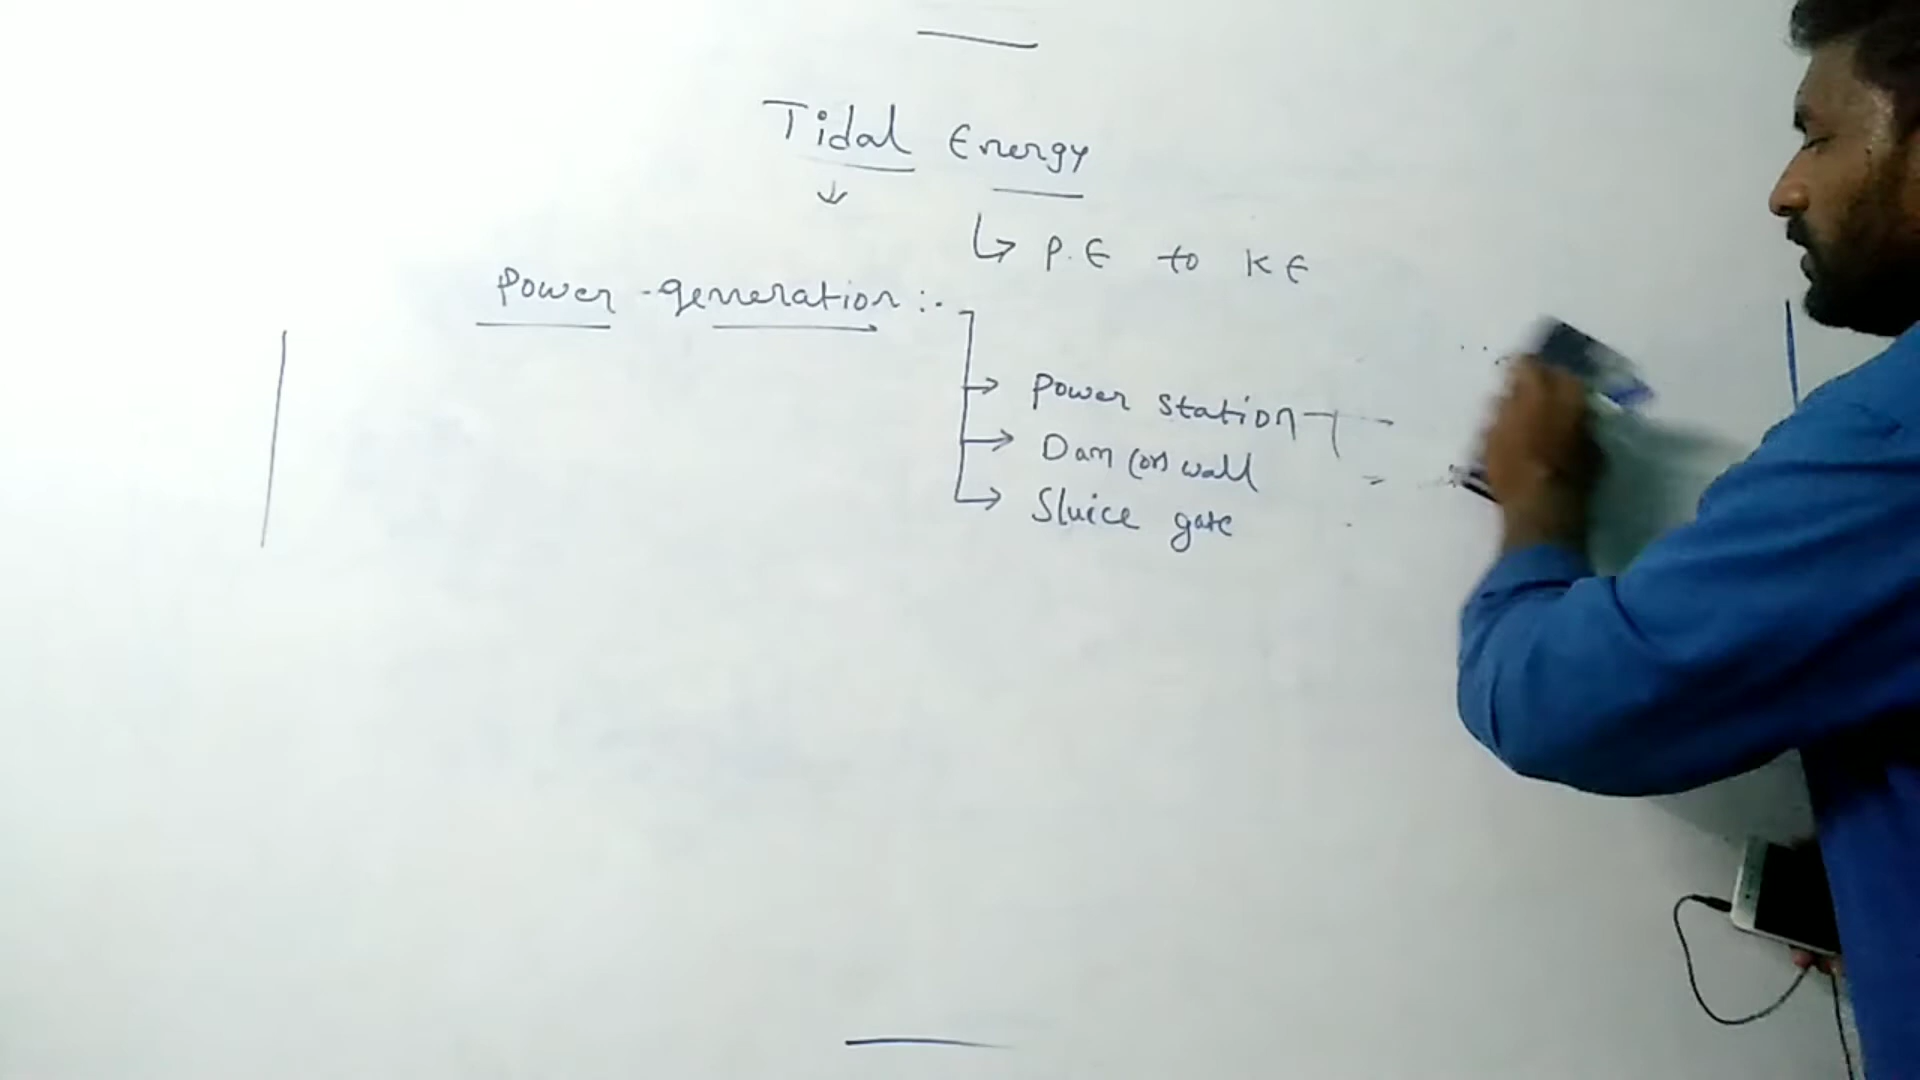 Tidal Energy
P.E to KE
Power generation :-
Power station
Dam (or) wall
Sluice gate